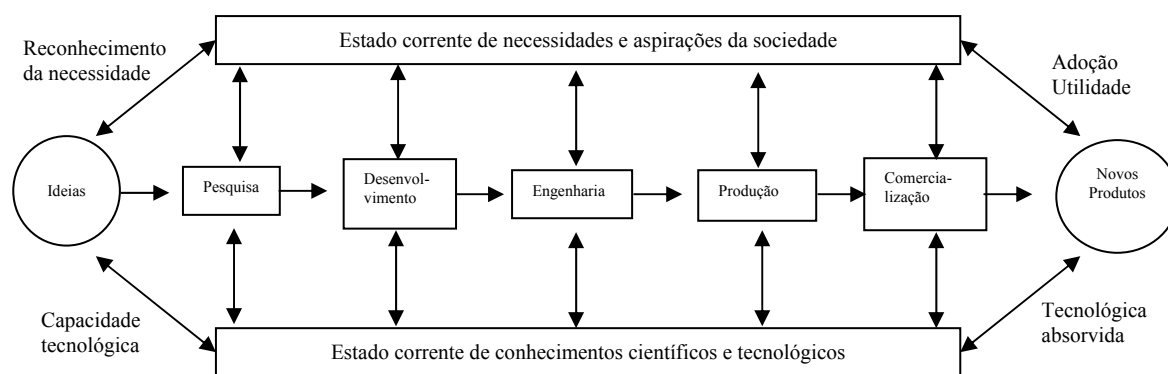 Estado corrente de necessidades e aspirações da sociedade
Reconhecimento
da necessidade
Adoção
Utilidade
Ideias
Pesquisa
Desenvol-
vimento
Engenharia
Produção
Comercia-
lização
Novos
Produtos
Capacidade
tecnológica
Tecnológica
absorvida
Estado corrente de conhecimentos científicos e tecnológicos